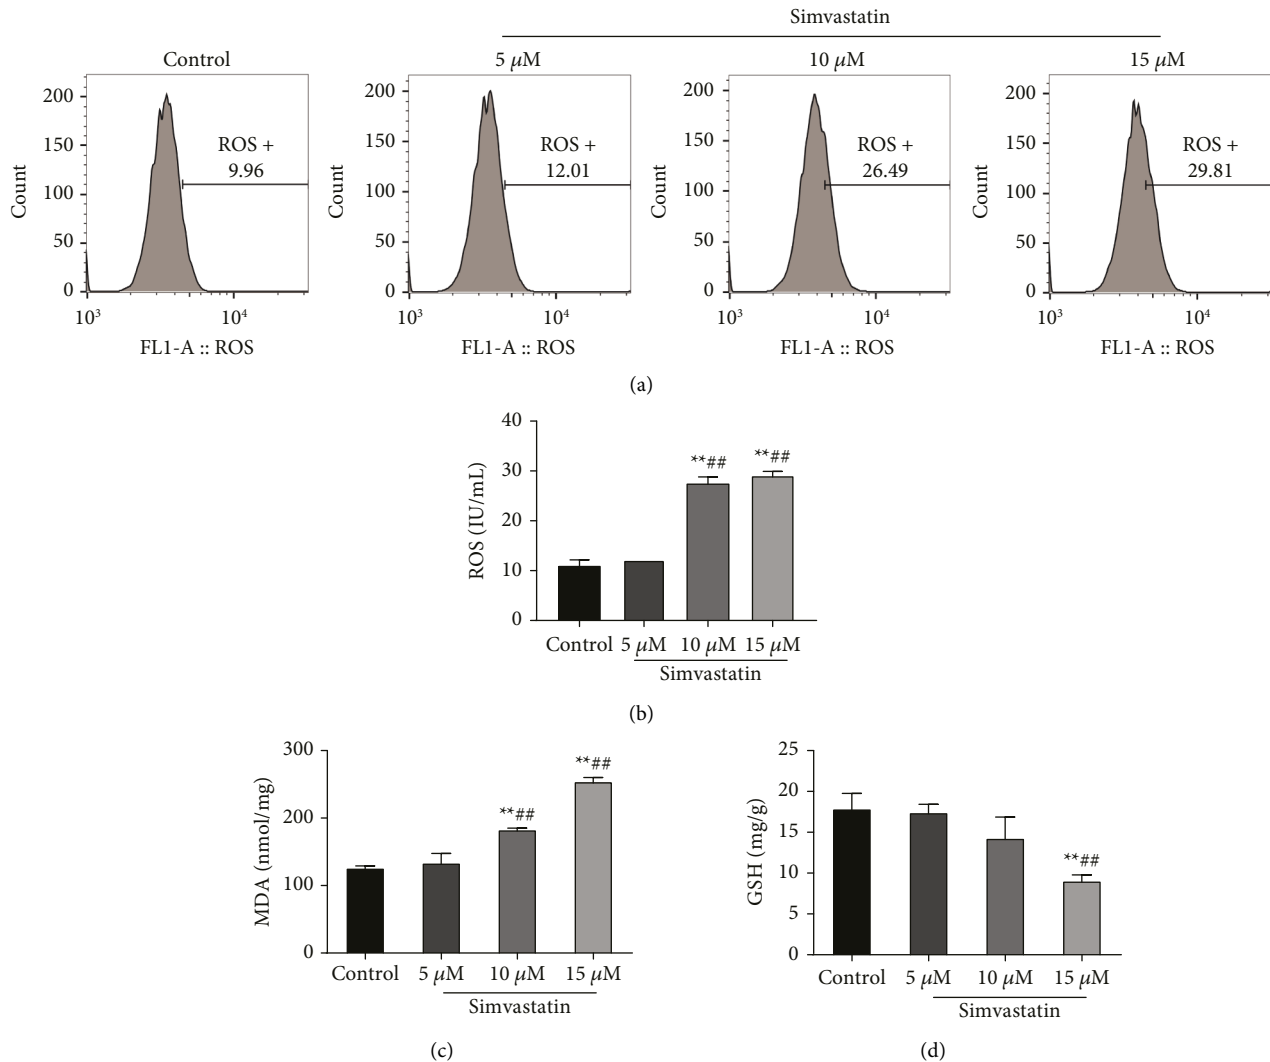 Simvastatin
Control 5 µM 10 µM 15 µM
200 200 200 200
150 150 150 150
100 100 100 100
50 50 50 50
0 0 0 0
Count Count Count Count
ROS + ROS + ROS + ROS +
9.96 12.01 26.49 29.81
10³ 10⁴ 10³ 10⁴ 10³ 10⁴ 10³ 10⁴
FL1-A :: ROS FL1-A :: ROS FL1-A :: ROS FL1-A :: ROS
(a)
40
30
20
10
0
ROS (IU/mL)
**## **##
Control 5 µM 10 µM 15 µM
Simvastatin
(b)
300
200
100
0
MDA (nmol/mg)
**## **##
Control 5 µM 10 µM 15 µM
Simvastatin
(c)
25
20
15
10
5
0
GSH (mg/g)
**##
Control 5 µM 10 µM 15 µM
Simvastatin
(d)